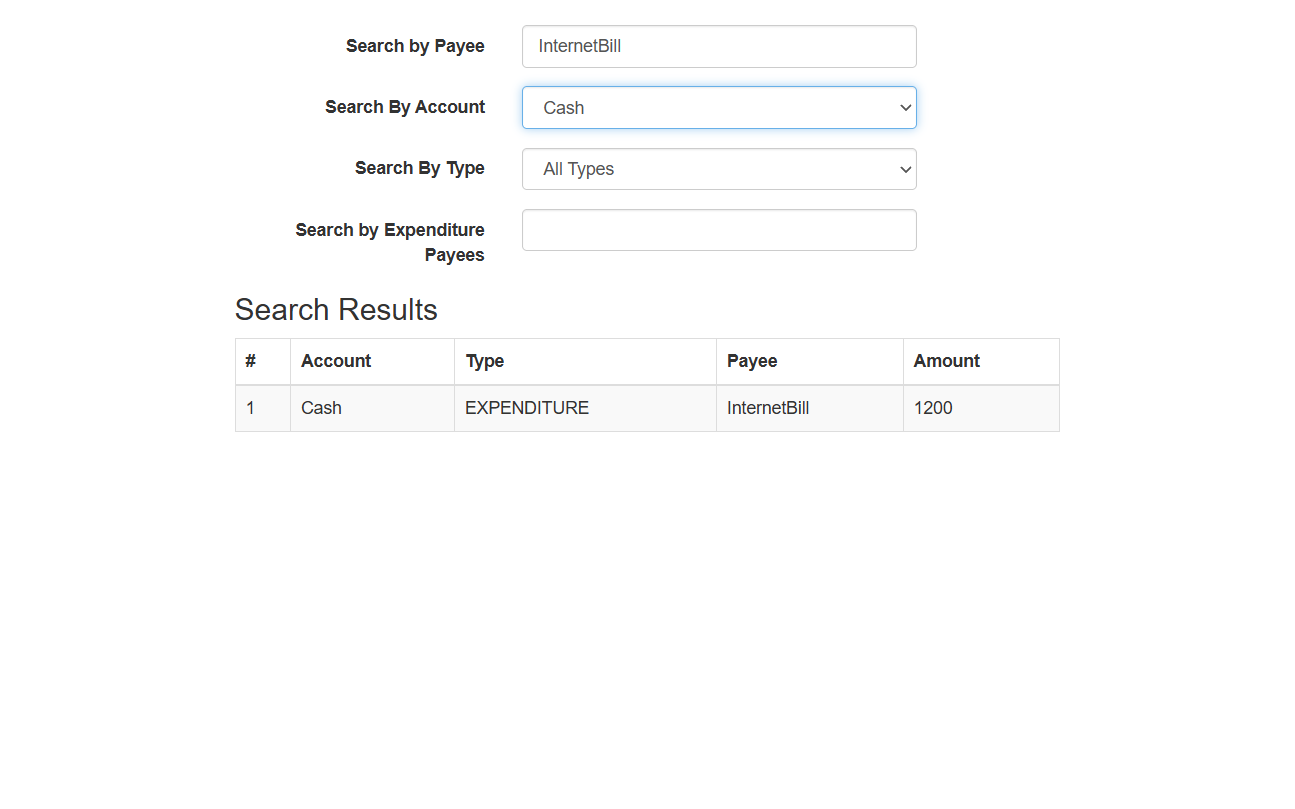 Search by Payee InternetBill
Search By Account Cash
Search By Type All Types
Search by Expenditure
Payees
Search Results
# Account Type Payee Amount
1 Cash EXPENDITURE InternetBill 1200